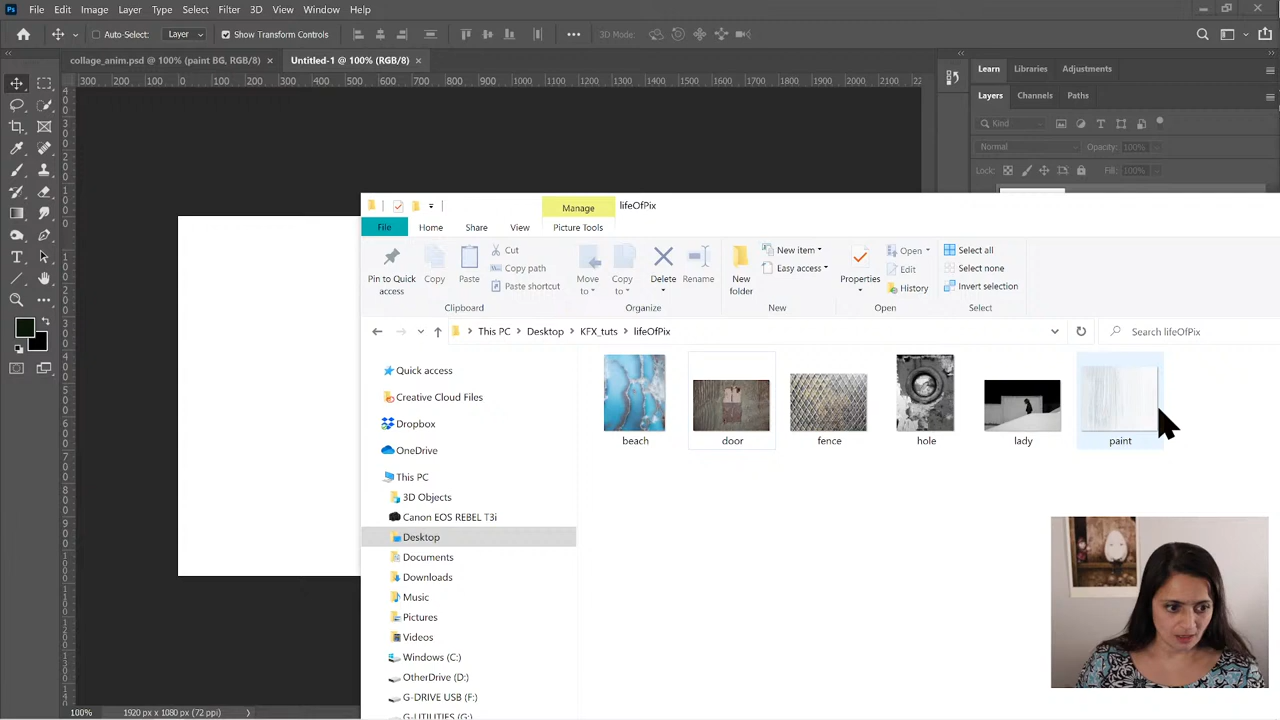 Ps File Edit Image Layer Type Select Filter 3D View Window Help
Auto-Select: Layer Show Transform Controls 3D Mode:
collage_anim.psd @ 100% (paint BG, RGB/8) × Untitled-1 @ 100% (RGB/8) ×
Learn Libraries Adjustments
Layers Channels Paths
Kind
Normal Opacity: 100%
Lock: Fill: 100%
Manage lifeOfPix
File Home Share View Picture Tools
Pin to Quick access
Copy
Paste
Cut
Copy path
Paste shortcut
Clipboard
Move to
Copy to
Delete
Rename
Organize
New folder
New item
Easy access
New
Properties
Open
Edit
History
Open
Select all
Select none
Invert selection
Select
This PC > Desktop > KFX_tuts > lifeOfPix
Search lifeOfPix
Quick access
Creative Cloud Files
Dropbox
OneDrive
This PC
3D Objects
Canon EOS REBEL T3i
Desktop
Documents
Downloads
Music
Pictures
Videos
Windows (C:)
OtherDrive (D:)
G-DRIVE USB (F:)
G-UTILITIES (G:)
beach door fence hole lady paint
100% 1920 px x 1080 px (72 ppi)